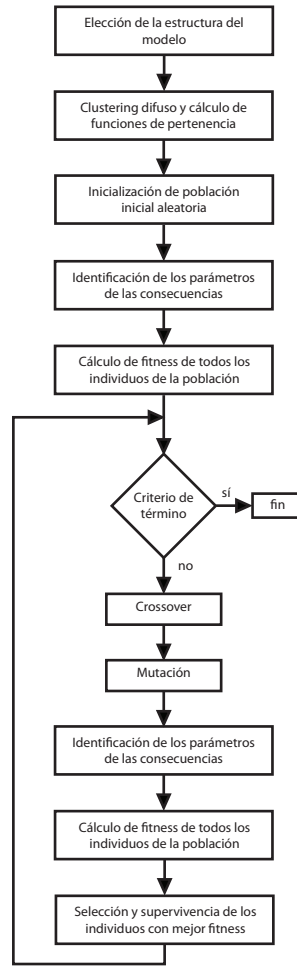 Elección de la estructura del
modelo
Clustering difuso y cálculo de
funciones de pertenencia
Inicialización de población
inicial aleatoria
Identificación de los parámetros
de las consecuencias
Cálculo de fitness de todos los
individuos de la población
Criterio de
término
sí
fin
no
Crossover
Mutación
Identificación de los parámetros
de las consecuencias
Cálculo de fitness de todos los
individuos de la población
Selección y supervivencia de los
individuos con mejor fitness